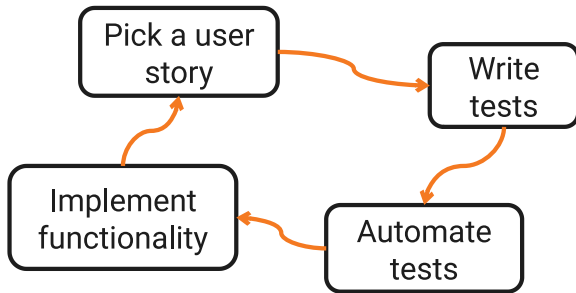 Pick a user
story
Write
tests
Automate
tests
Implement
functionality